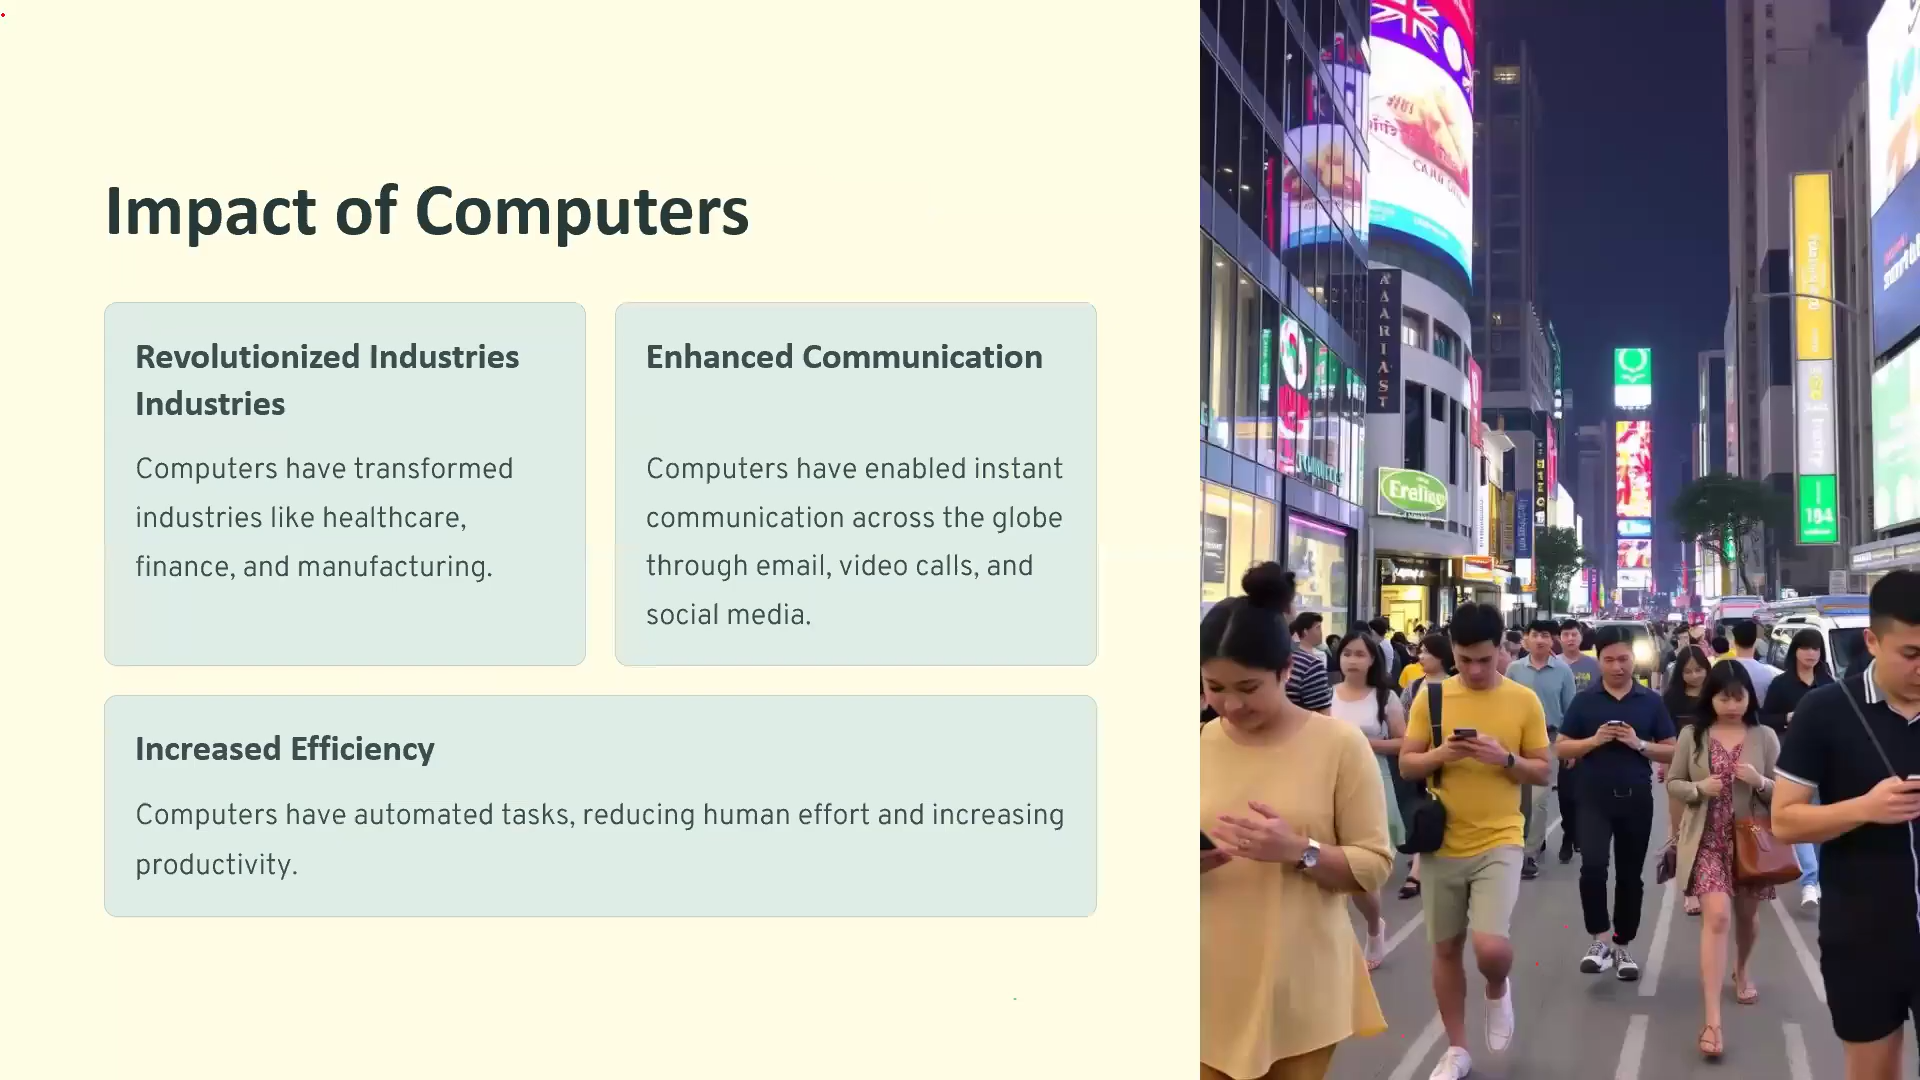 Impact of Computers
Revolutionized Industries
Industries
Computers have transformed
industries like healthcare,
finance, and manufacturing.
Enhanced Communication
Computers have enabled instant
communication across the globe
through email, video calls, and
social media.
Increased Efficiency
Computers have automated tasks, reducing human effort and increasing
productivity.
AAARIAST
184